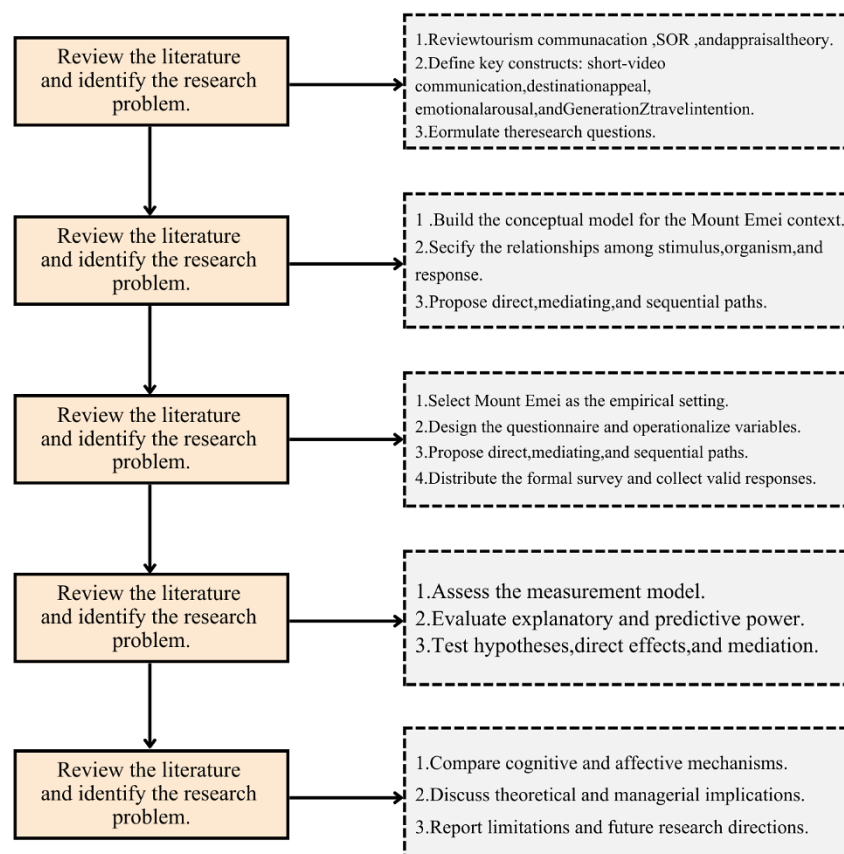 Review the literature
and identify the research
problem.
1.Reviewtourism communacation ,SOR ,andappraisaltheory.
2.Define key constructs: short-video
communication,destinationappeal,
emotionalarousal,andGenerationZtravelintention.
3.Eormulate theresearch questions.
Review the literature
and identify the research
problem.
1 .Build the conceptual model for the Mount Emei context.
2.Secify the relationships among stimulus,organism,and
response.
3.Propose direct,mediating,and sequential paths.
Review the literature
and identify the research
problem.
1.Select Mount Emei as the empirical setting.
2.Design the questionnaire and operationalize variables.
3.Propose direct,mediating,and sequential paths.
4.Distribute the formal survey and collect valid responses.
Review the literature
and identify the research
problem.
1.Assess the measurement model.
2.Evaluate explanatory and predictive power.
3.Test hypotheses,direct effects,and mediation.
Review the literature
and identify the research
problem.
1.Compare cognitive and affective mechanisms.
2.Discuss theoretical and managerial implications.
3.Report limitations and future research directions.